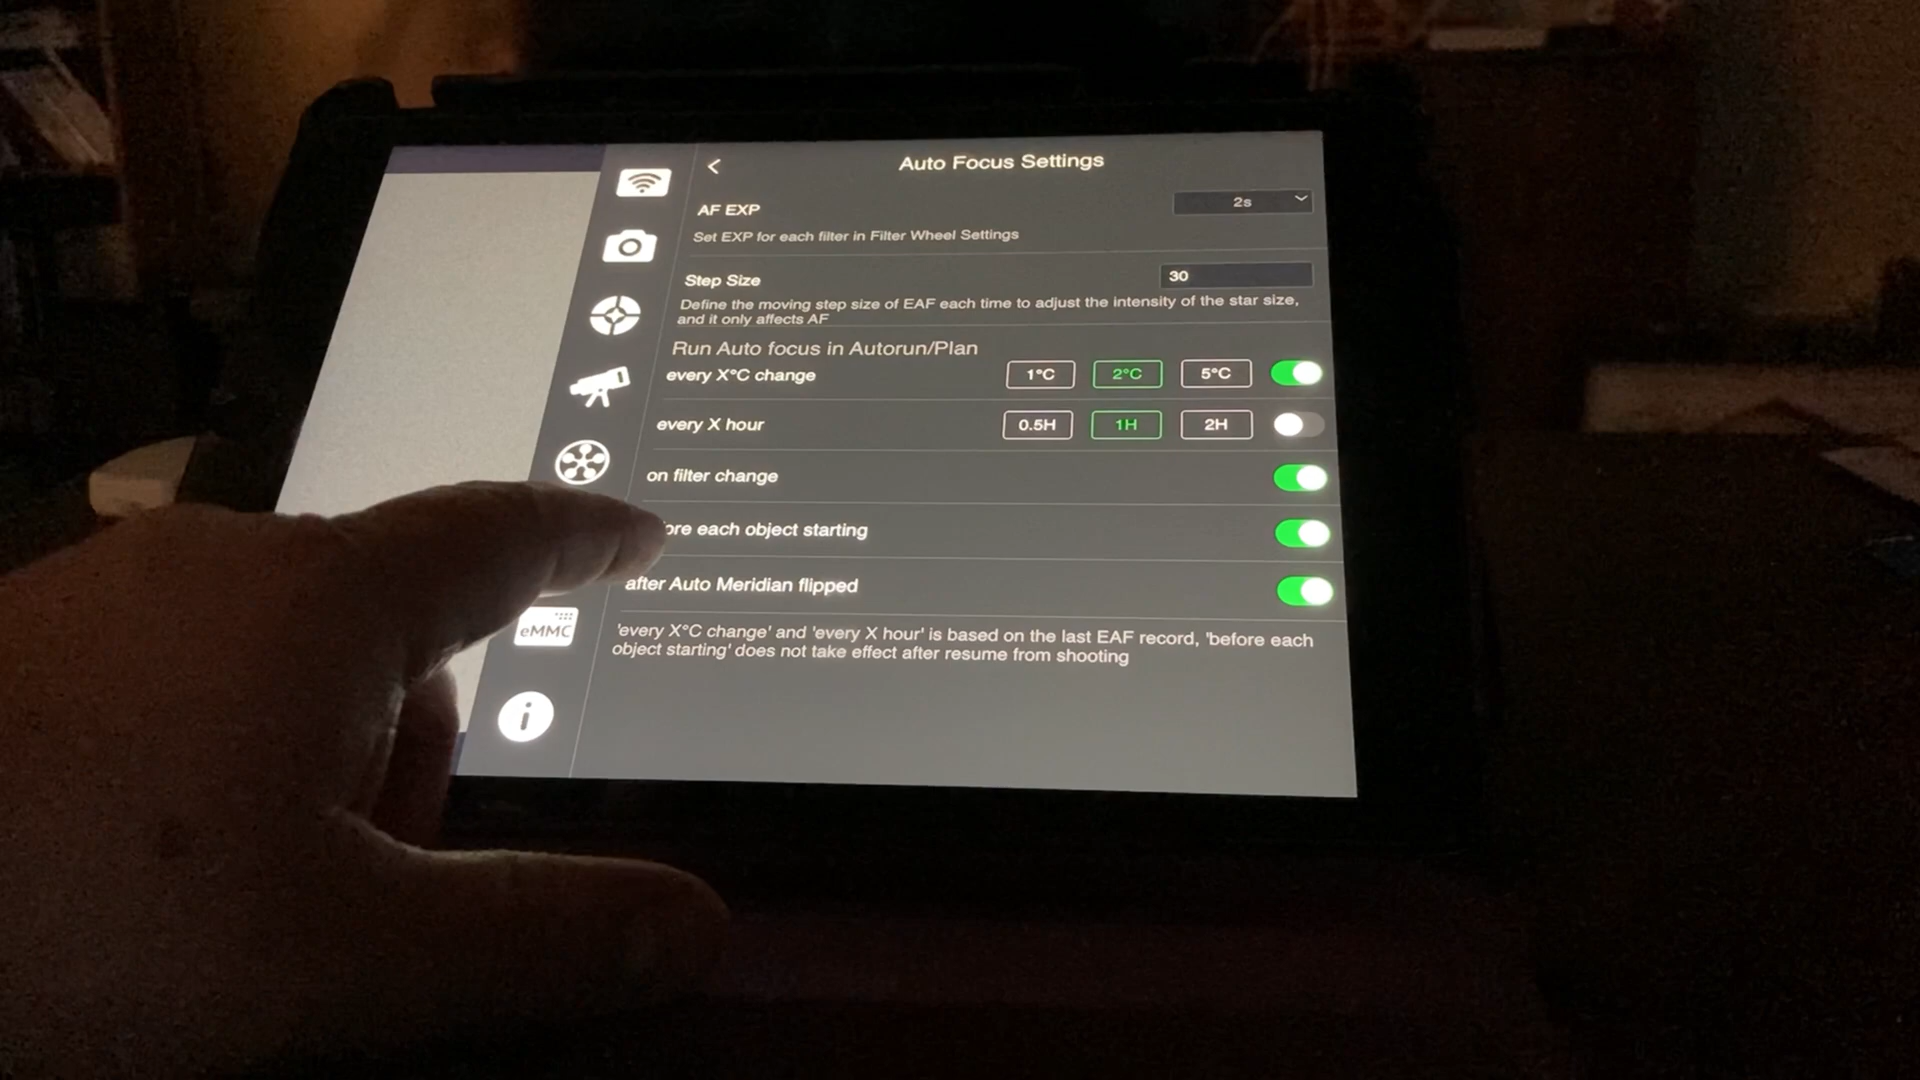 Auto Focus Settings
AF EXP
2s
Set EXP for each filter in Filter Wheel Settings
Step Size
30
Define the moving step size of EAF each time to adjust the intensity of the star size,
and it only affects AF
Run Auto focus in Autorun/Plan
every X°C change
1°C
2°C
5°C
every X hour
0.5H
1H
2H
on filter change
ore each object starting
after Auto Meridian flipped
eMMC
'every X°C change' and 'every X hour' is based on the last EAF record, 'before each
object starting' does not take effect after resume from shooting
i